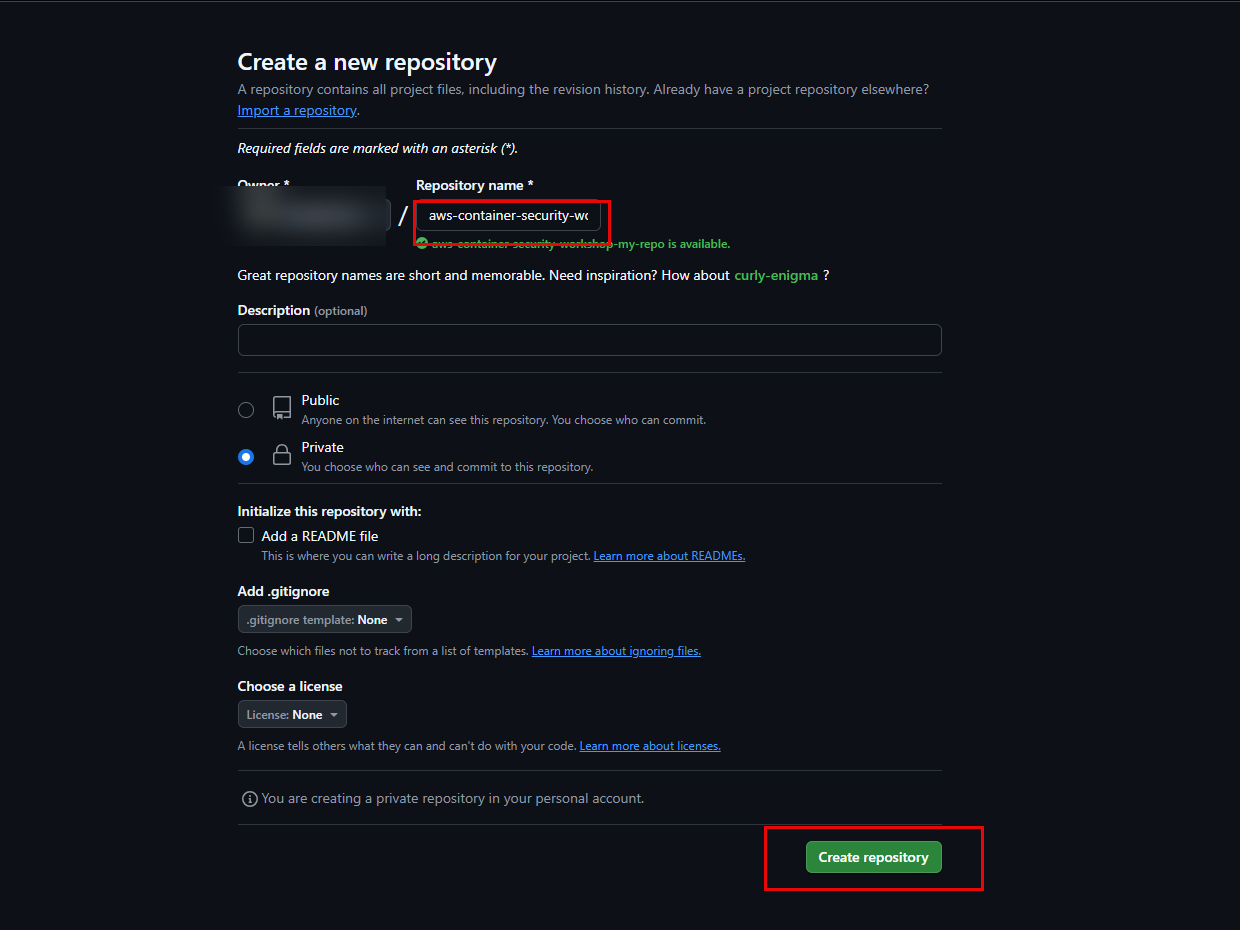 Create a new repository
A repository contains all project files, including the revision history. Already have a project repository elsewhere?
Import a repository.
Required fields are marked with an asterisk (*).
Owner * Repository name *
/ aws-container-security-wo
aws-container-security-workshop-my-repo is available.
Great repository names are short and memorable. Need inspiration? How about curly-enigma ?
Description (optional)
Public
Anyone on the internet can see this repository. You choose who can commit.
Private
You choose who can see and commit to this repository.
Initialize this repository with:
Add a README file
This is where you can write a long description for your project. Learn more about READMEs.
Add .gitignore
.gitignore template: None
Choose which files not to track from a list of templates. Learn more about ignoring files.
Choose a license
License: None
A license tells others what they can and can't do with your code. Learn more about licenses.
You are creating a private repository in your personal account.
Create repository